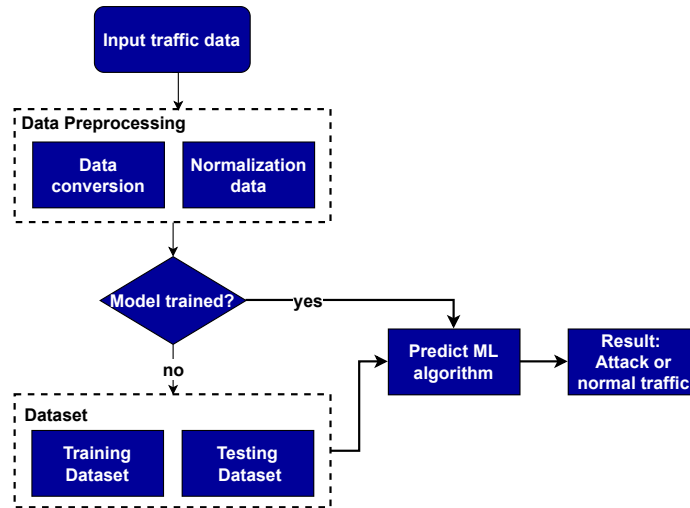 Input traffic data
Data Preprocessing
Data
conversion
Normalization
data
Model trained?
yes
no
Predict ML
algorithm
Result:
Attack or
normal traffic
Dataset
Training
Dataset
Testing
Dataset